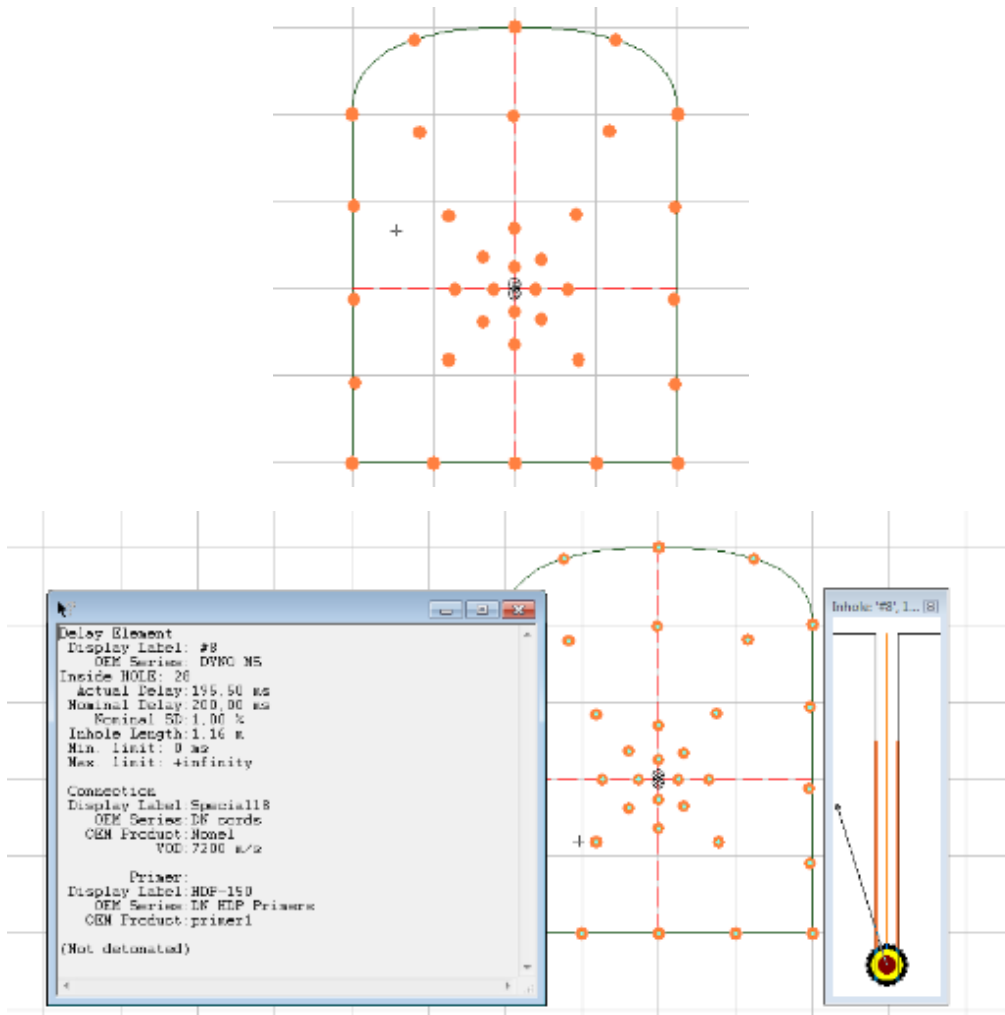 Delay Element
Display Label: #8
OEM Series: DYNO MS
Inside HOLE: 28
Actual Delay:195.50 ms
Nominal Delay:200.00 ms
Nominal SD:1.00 %
Inhole Length:1.16 m
Min. limit: 0 ms
Max. limit: +infinity
Connection
Display Label:Special18
OEM Series:DN cords
OEM Product:Nonel
VOD:7200 m/s
Primer:
Display Label:HDP-150
OEM Series:DN HDP Primers
OEM Product:primer1
(Not detonated)
Inhole: '#8',